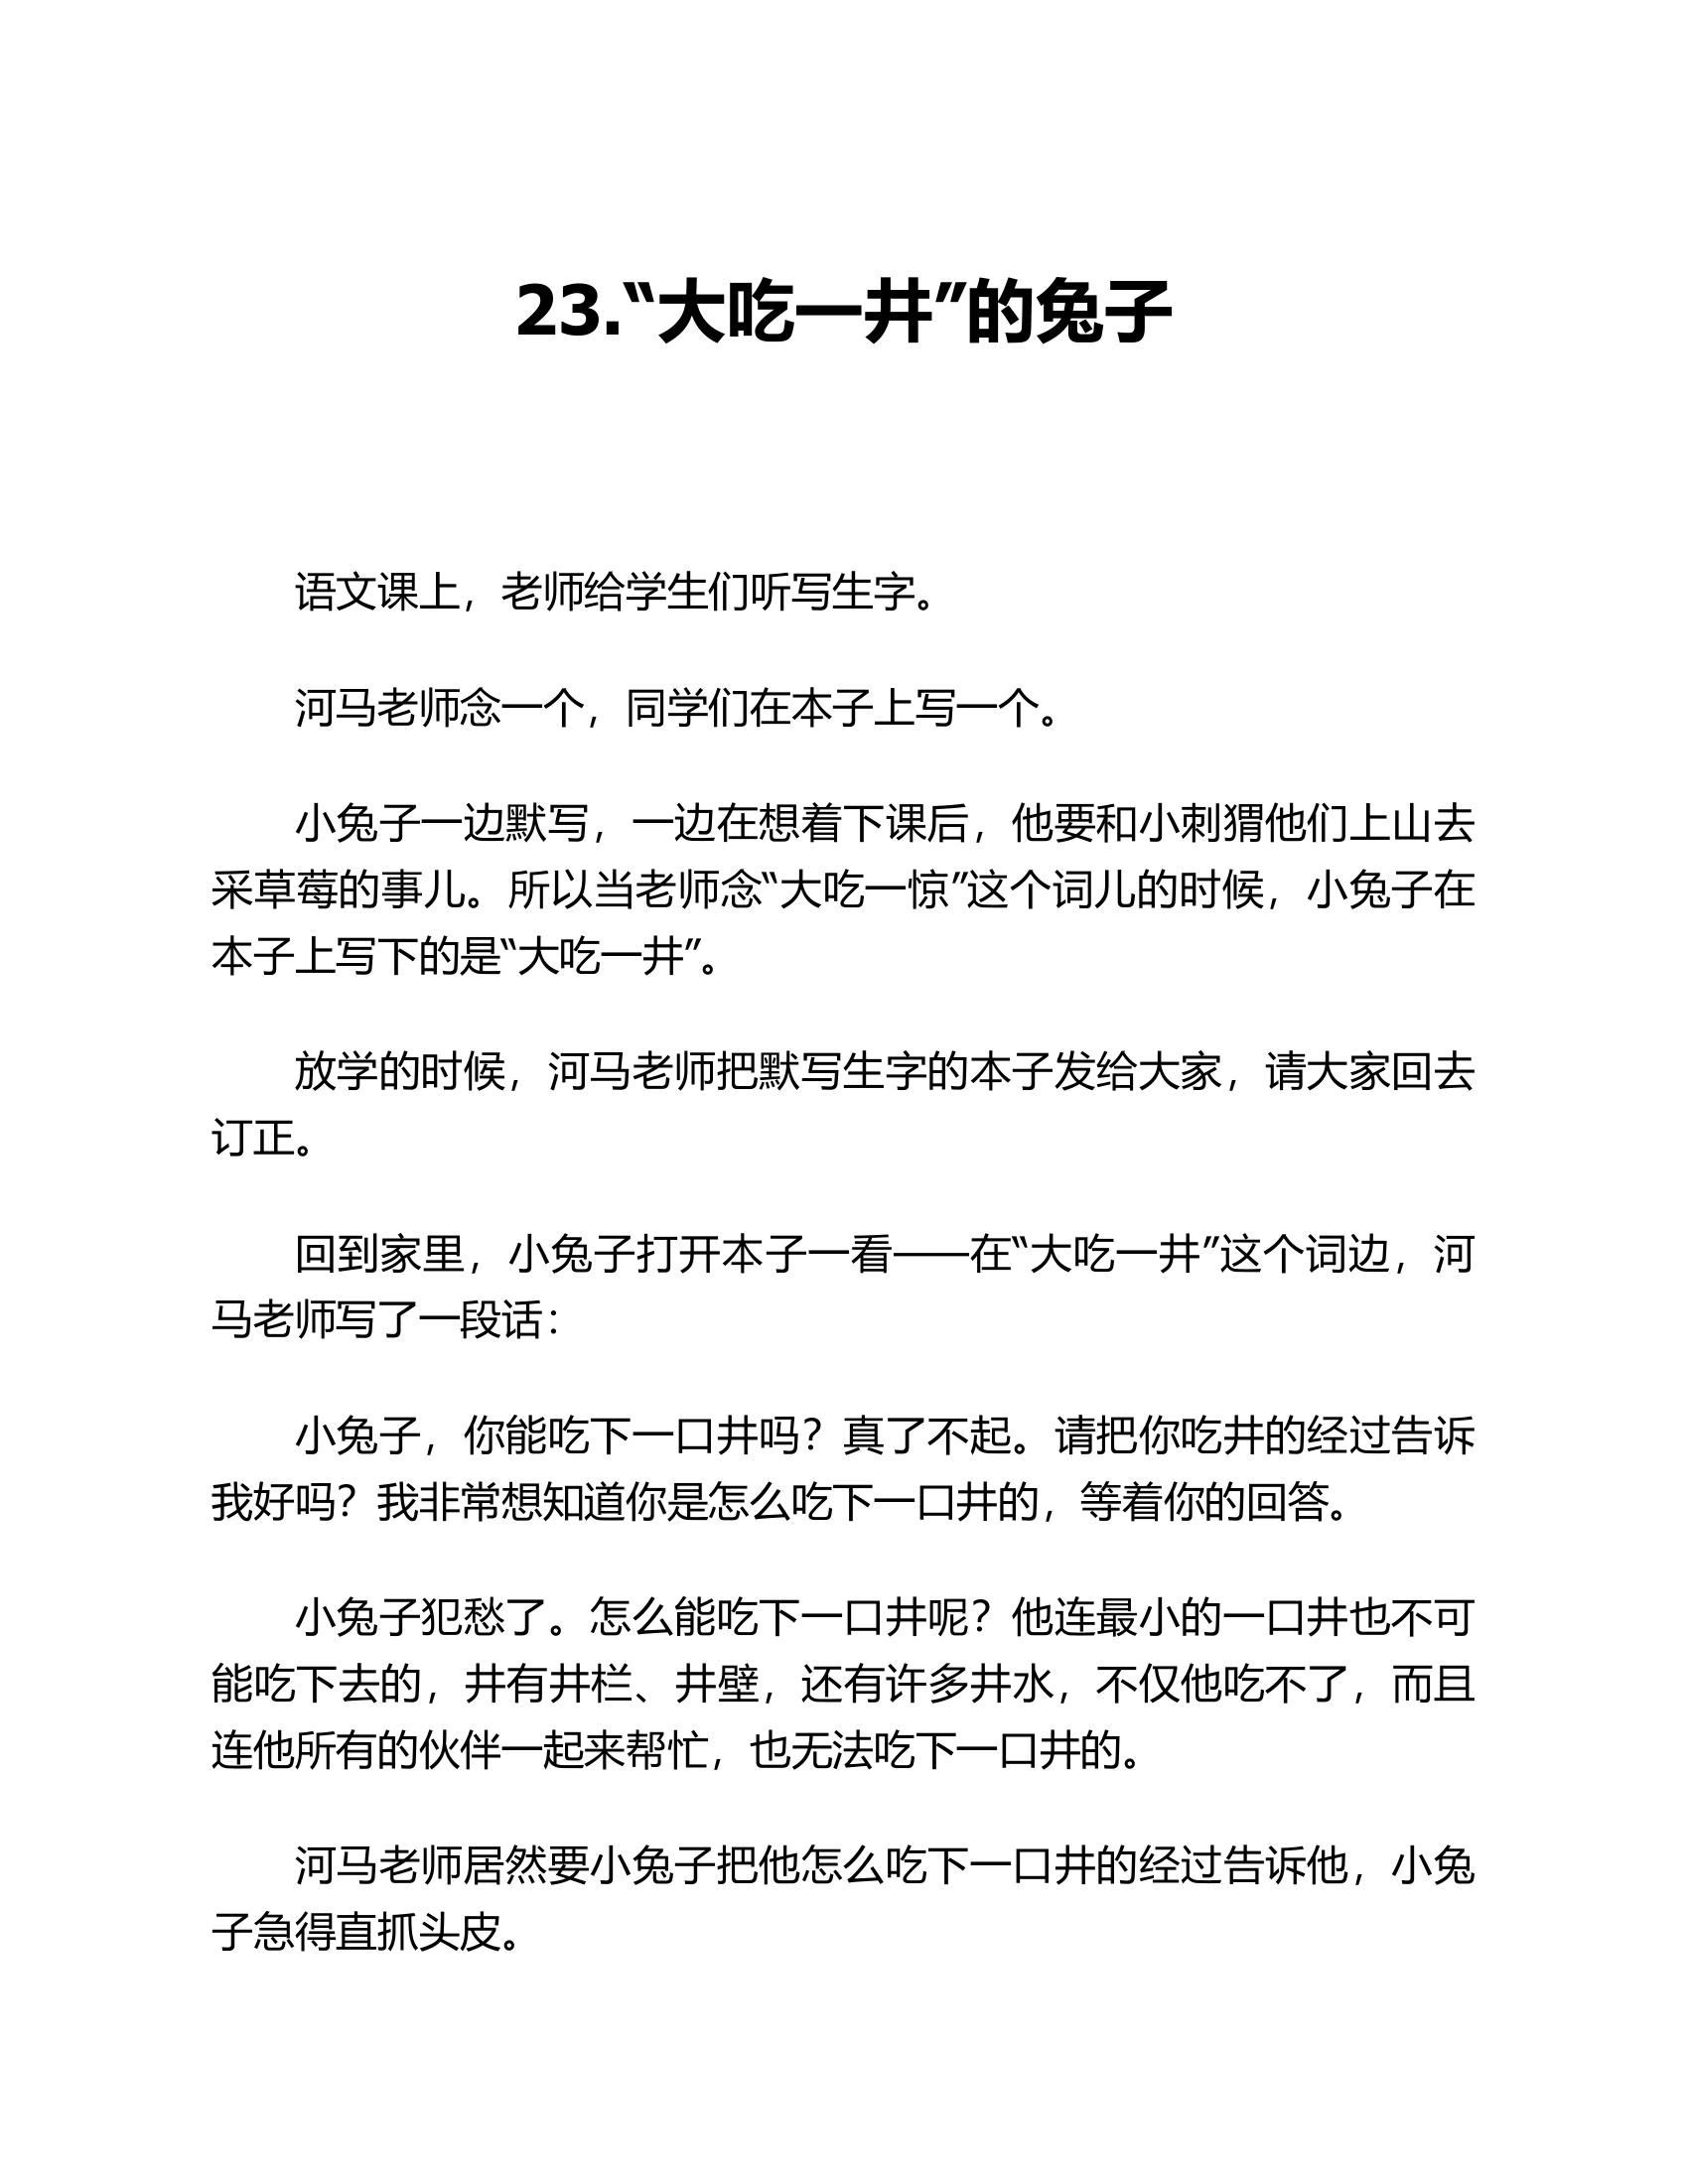 23.“大吃一井”的兔子
语文课上，老师给学生们听写生字。
河马老师念一个，同学们在本子上写一个。
小兔子一边默写，一边在想着下课后，他要和小刺猬他们上山去
采草莓的事儿。所以当老师念“大吃一惊”这个词儿的时候，小兔子在
本子上写下的是“大吃一井”。
放学的时候，河马老师把默写生字的本子发给大家，请大家回去
订正。
回到家里，小兔子打开本子一看——在“大吃一井”这个词边，河
马老师写了一段话：
小兔子，你能吃下一口井吗？真了不起。请把你吃井的经过告诉
我好吗？我非常想知道你是怎么吃下一口井的，等着你的回答。
小兔子犯愁了。怎么能吃下一口井呢？他连最小的一口井也不可
能吃下去的，井有井栏、井壁，还有许多井水，不仅他吃不了，而且
连他所有的伙伴一起来帮忙，也无法吃下一口井的。
河马老师居然要小兔子把他怎么吃下一口井的经过告诉他，小兔
子急得直抓头皮。